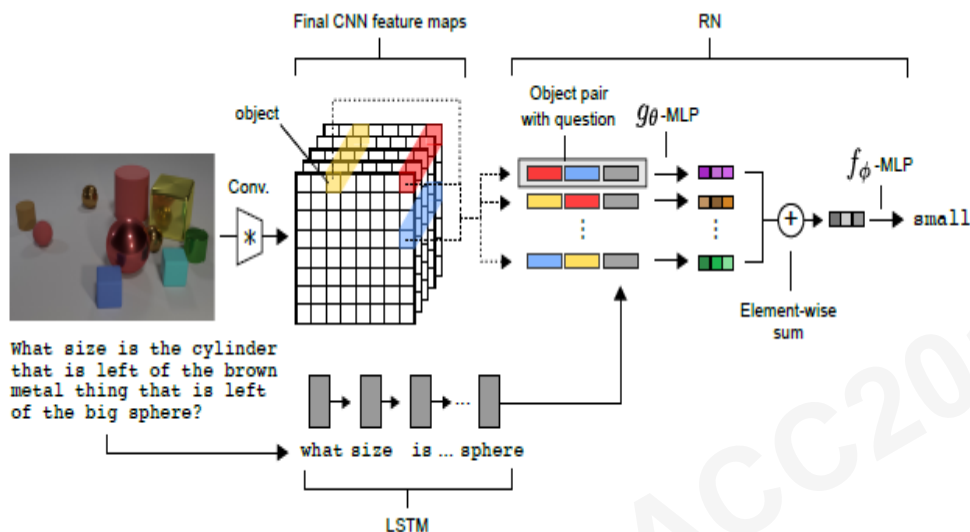 Final CNN feature maps
RN
object
Object pair
with question
gθ-MLP
fϕ-MLP
Conv.
*
+
small
...
Element-wise
sum
What size is the cylinder
that is left of the brown
metal thing that is left
of the big sphere?
...
what size is ... sphere
LSTM